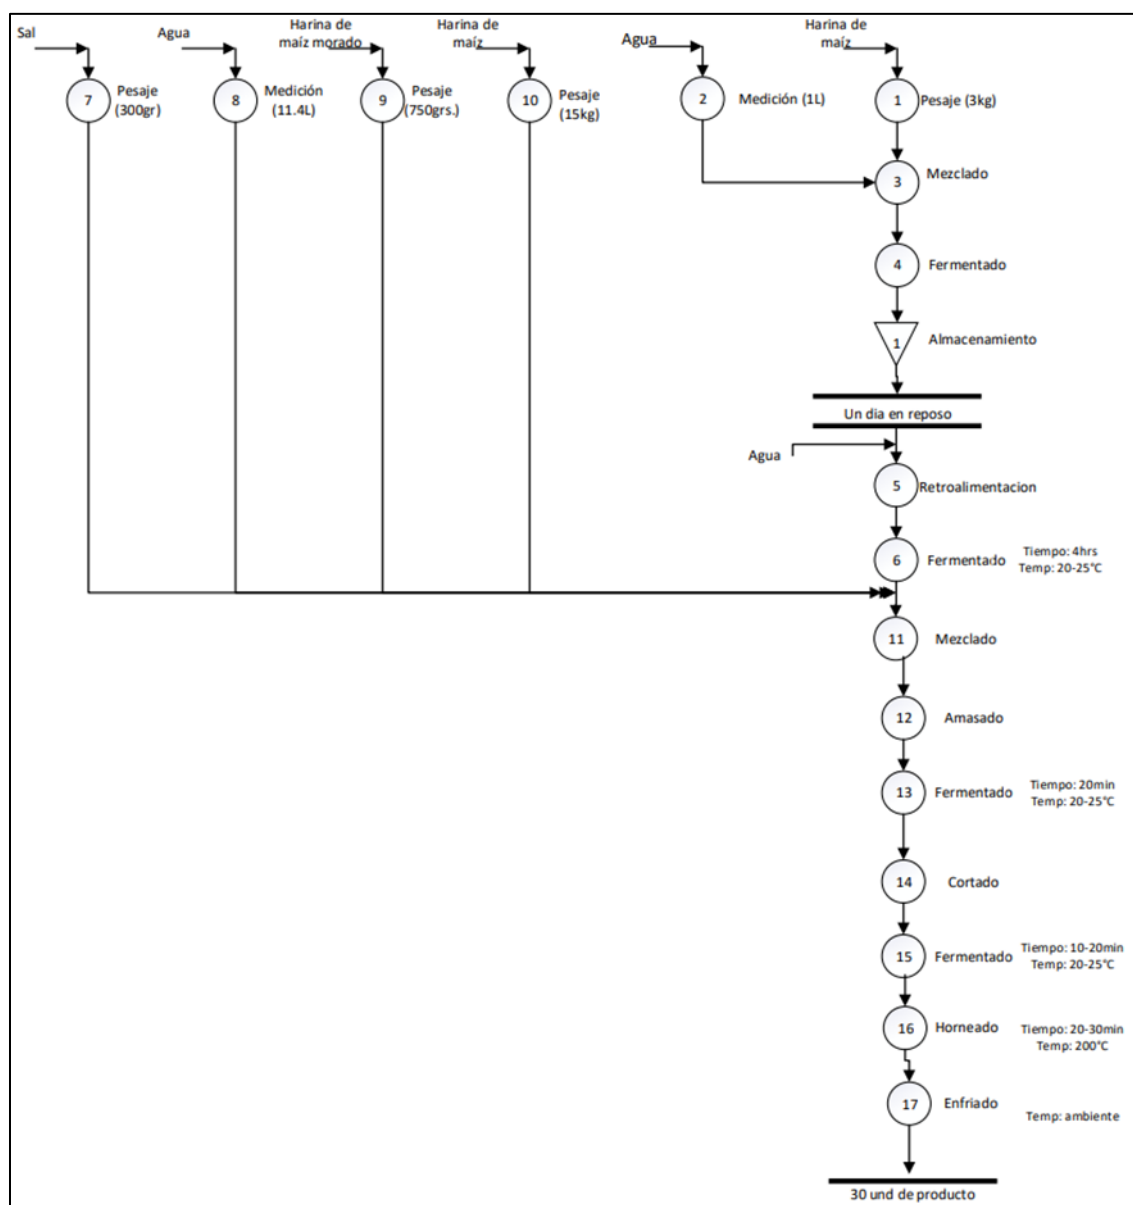 Sal
Agua
Harina de
maíz morado
Harina de
maíz
Agua
Harina de
maíz
7
Pesaje
(300gr)
8
Medición
(11.4L)
9
Pesaje
(750grs.)
10
Pesaje
(15kg)
2
Medición (1L)
1
Pesaje (3kg)
3
Mezclado
4
Fermentado
1
Almacenamiento
Un dia en reposo
Agua
5
Retroalimentacion
6
Fermentado
Tiempo: 4hrs
Temp: 20-25°C
11
Mezclado
12
Amasado
13
Fermentado
Tiempo: 20min
Temp: 20-25°C
14
Cortado
15
Fermentado
Tiempo: 10-20min
Temp: 20-25°C
16
Horneado
Tiempo: 20-30min
Temp: 200°C
17
Enfriado
Temp: ambiente
30 und de producto